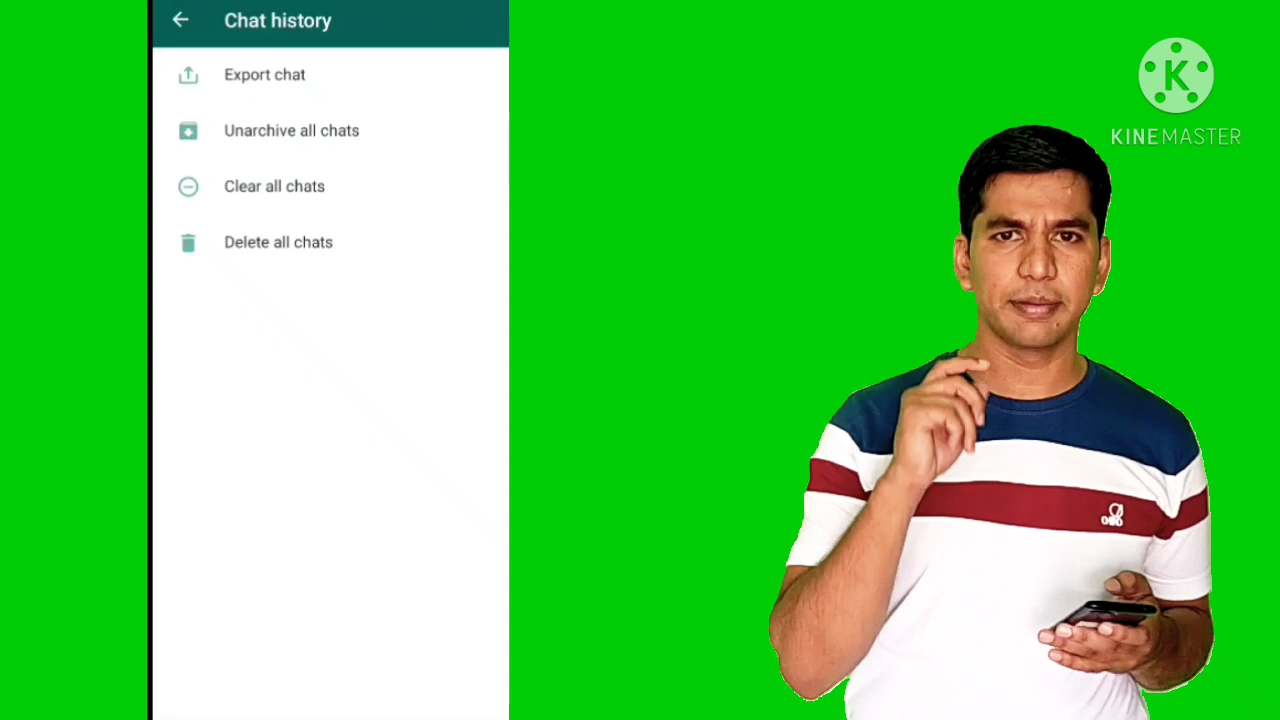 Chat history
Export chat
Unarchive all chats
Clear all chats
Delete all chats
K
KINEMASTER